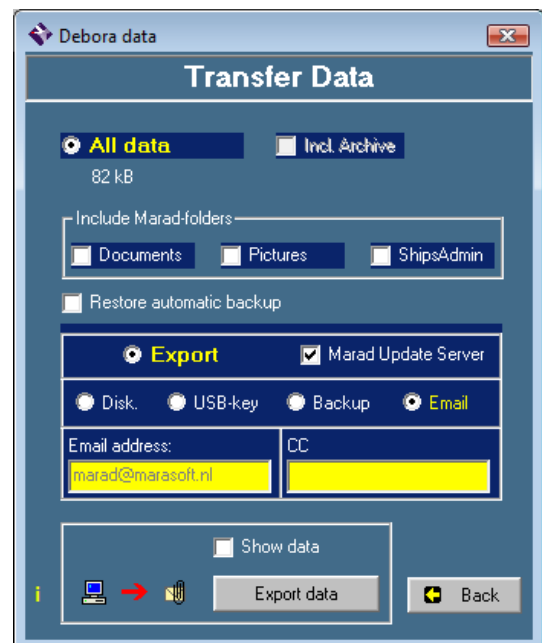 Debora data
Transfer Data
All data Incl. Archive
82 kB
Include Marad-folders
Documents Pictures ShipsAdmin
Restore automatic backup
Export Marad Update Server
Disk. USB-key Backup Email
Email address: CC
marad@marasoft.nl
Show data
i Export data Back